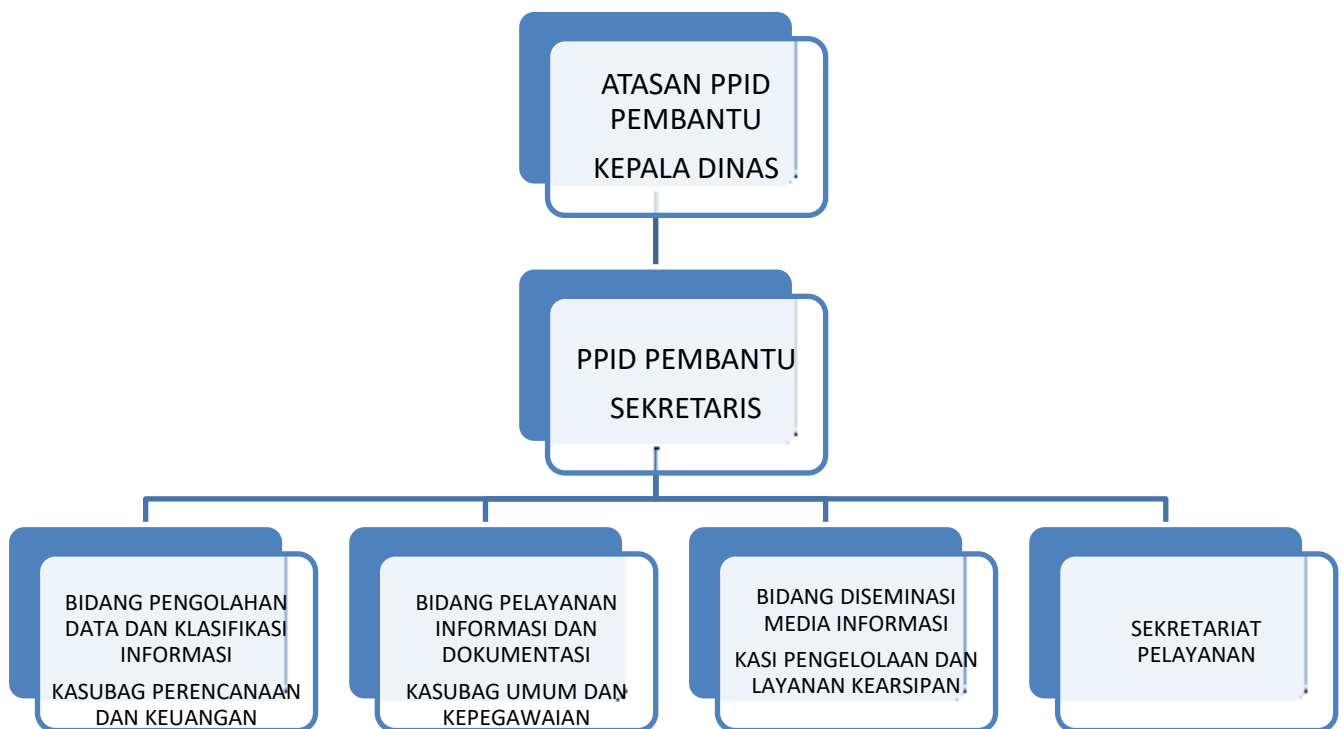 ATASAN PPID
PEMBANTU
KEPALA DINAS
PPID PEMBANTU
SEKRETARIS
BIDANG PENGOLAHAN
DATA DAN KLASIFIKASI
INFORMASI
KASUBAG PERENCANAAN
DAN KEUANGAN
BIDANG PELAYANAN
INFORMASI DAN
DOKUMENTASI
KASUBAG UMUM DAN
KEPEGAWAIAN
BIDANG DISEMINASI
MEDIA INFORMASI
KASI PENGELOLAAN DAN
LAYANAN KEARSIPAN
SEKRETARIAT
PELAYANAN